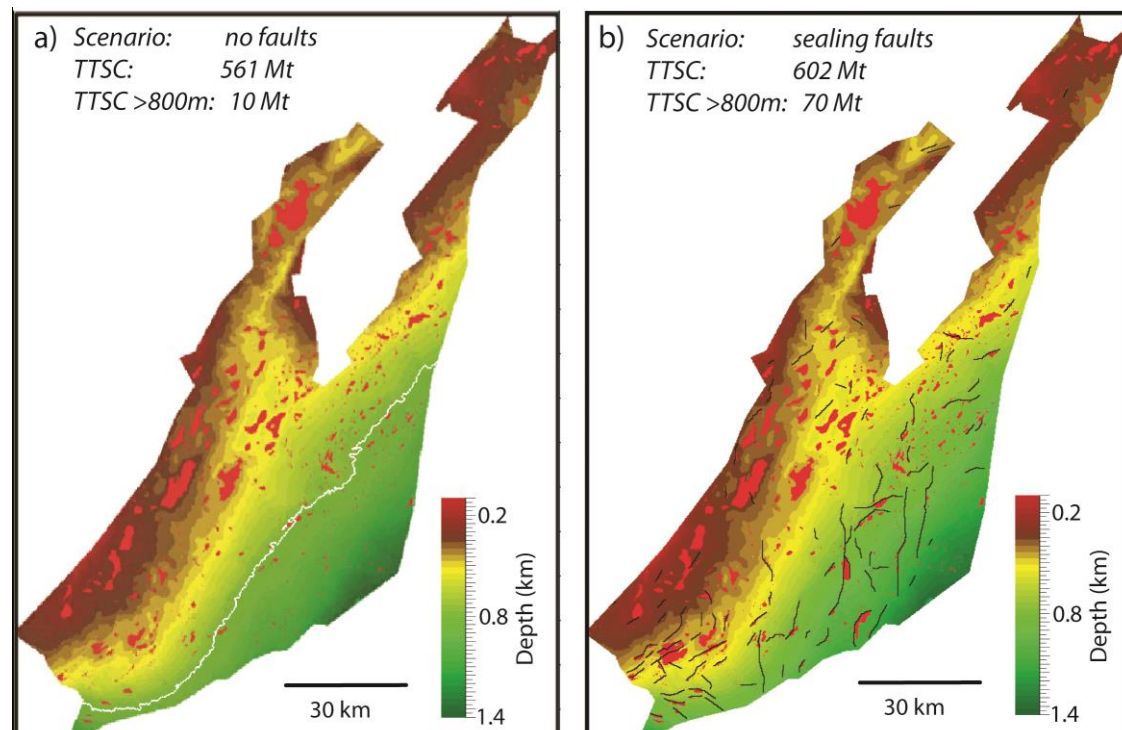 a) Scenario: no faults
TTSC: 561 Mt
TTSC >800m: 10 Mt
0.2
0.8
1.4
Depth (km)
30 km
b) Scenario: sealing faults
TTSC: 602 Mt
TTSC >800m: 70 Mt
0.2
0.8
1.4
Depth (km)
30 km